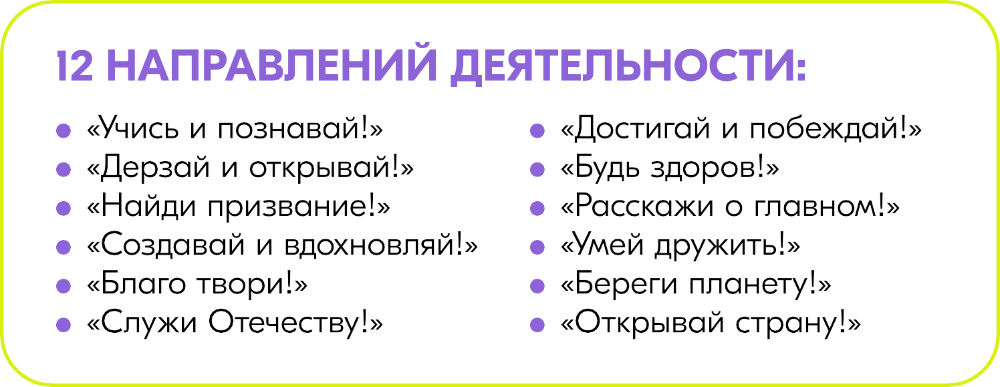 12 НАПРАВЛЕНИЙ ДЕЯТЕЛЬНОСТИ:
• «Учись и познавай!»
• «Дерзай и открывай!»
• «Найди призвание!»
• «Создавай и вдохновляй!»
• «Благо твори!»
• «Служи Отечеству!»
• «Достигай и побеждай!»
• «Будь здоров!»
• «Расскажи о главном!»
• «Умей дружить!»
• «Береги планету!»
• «Открывай страну!»